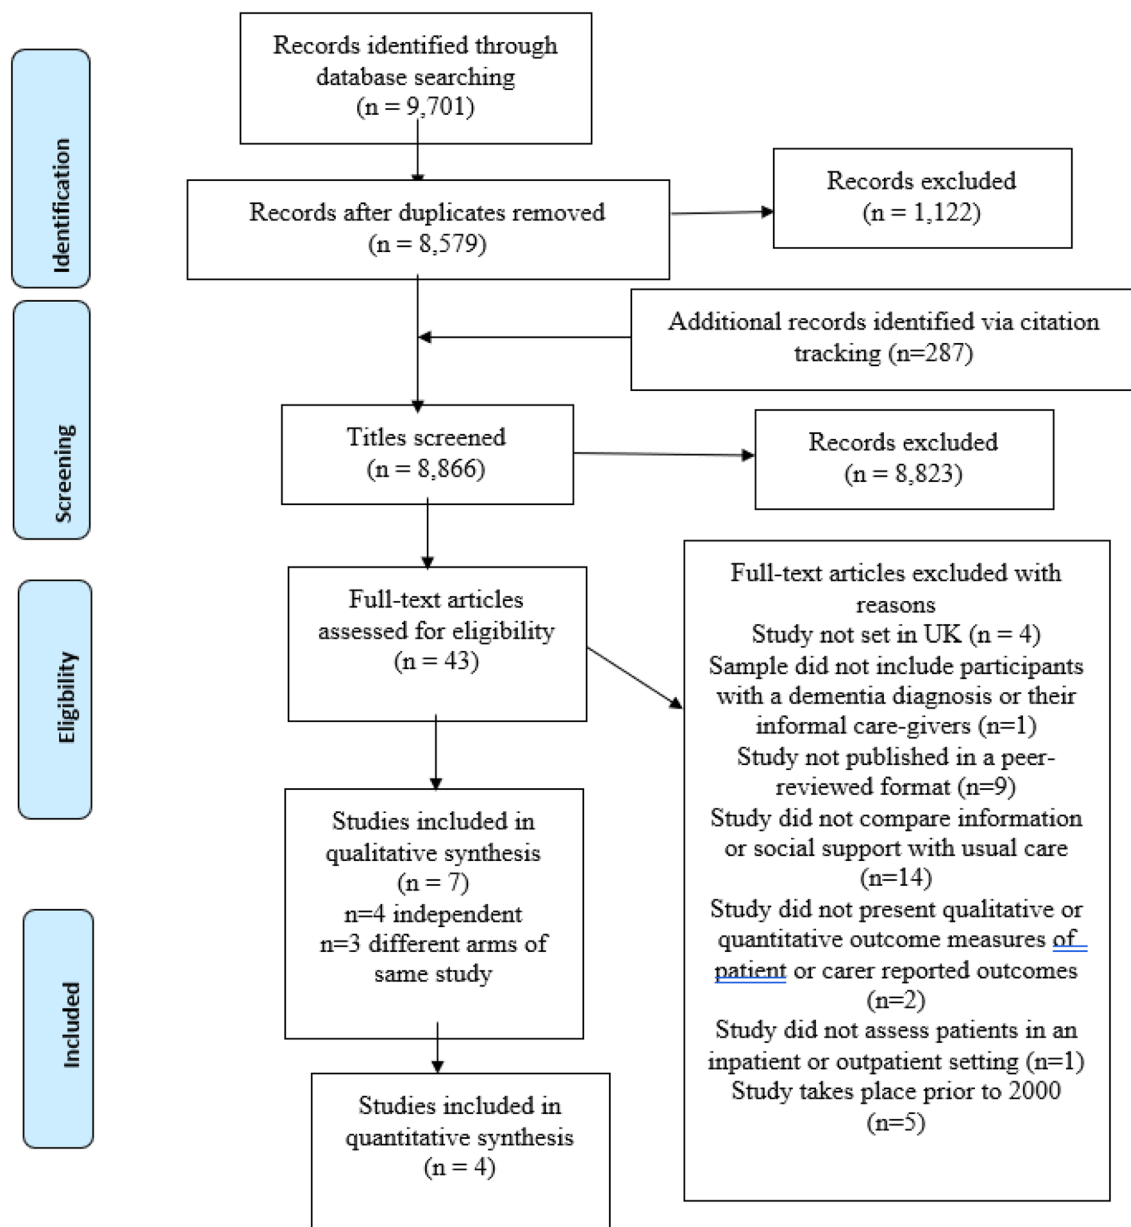 Identification
Records identified through
database searching
(n = 9,701)
Records after duplicates removed
(n = 8,579)
Records excluded
(n = 1,122)
Additional records identified via citation
tracking (n=287)
Screening
Titles screened
(n = 8,866)
Records excluded
(n = 8,823)
Eligibility
Full-text articles
assessed for eligibility
(n = 43)
Full-text articles excluded with
reasons
Study not set in UK (n = 4)
Sample did not include participants
with a dementia diagnosis or their
informal care-givers (n=1)
Study not published in a peer-
reviewed format (n=9)
Study did not compare information
or social support with usual care
(n=14)
Study did not present qualitative or
quantitative outcome measures of
patient or carer reported outcomes
(n=2)
Study did not assess patients in an
inpatient or outpatient setting (n=1)
Study takes place prior to 2000
(n=5)
Included
Studies included in
qualitative synthesis
(n = 7)
n=4 independent
n=3 different arms of
same study
Studies included in
quantitative synthesis
(n = 4)